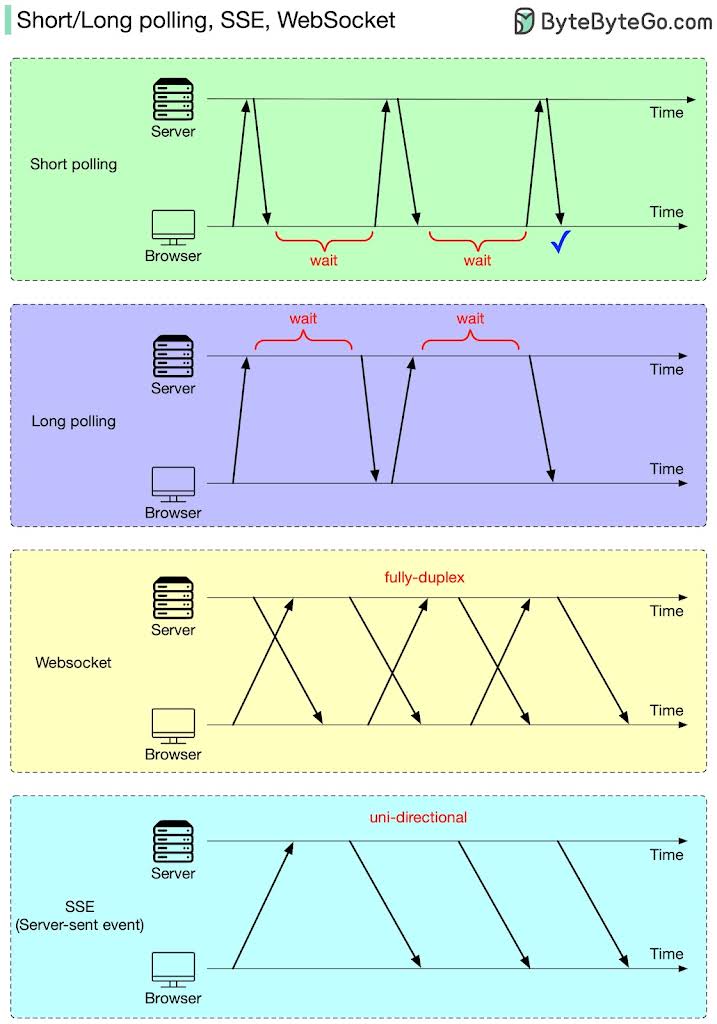 Short/Long polling, SSE, WebSocket
ByteByteGo.com
Server
Time
Short polling
Time
Browser
wait
wait
wait
wait
Server
Time
Long polling
Time
Browser
fully-duplex
Server
Time
Websocket
Time
Browser
uni-directional
Server
Time
SSE
(Server-sent event)
Time
Browser